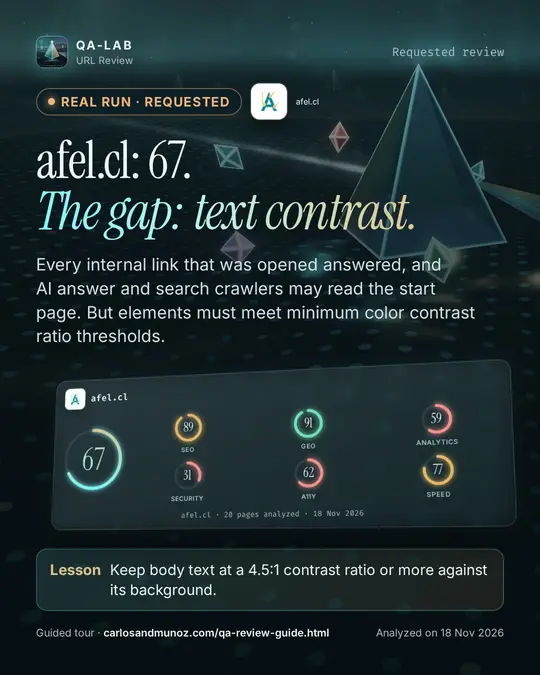 QA-LAB
URL Review
Requested review
REAL RUN · REQUESTED
afel.cl
afel.cl: 67.
The gap: text contrast.
Every internal link that was opened answered, and
AI answer and search crawlers may read the start
page. But elements must meet minimum color contrast
ratio thresholds.
afel.cl
67
89
SEO
91
GEO
59
ANALYTICS
31
SECURITY
62
A11Y
77
SPEED
afel.cl · 20 pages analyzed · 18 Nov 2026
Lesson Keep body text at a 4.5:1 contrast ratio or more against
its background.
Guided tour · carlosandmunoz.com/qa-review-guide.html
Analyzed on 18 Nov 2026